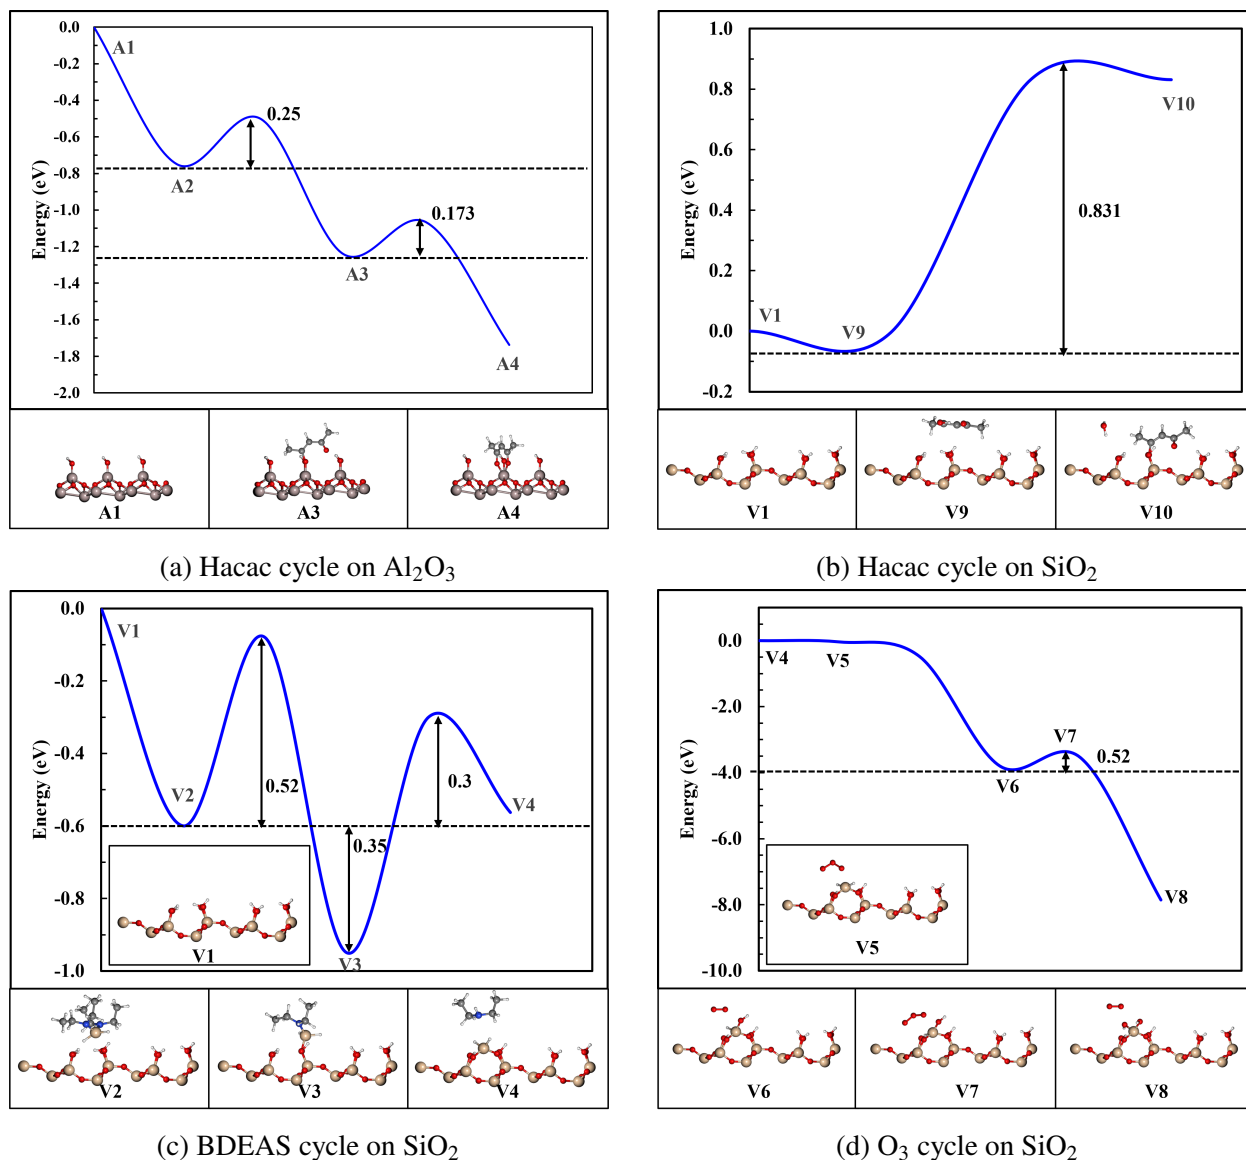 0.0
-0.2
-0.4
-0.6
-0.8
-1.0
-1.2
-1.4
-1.6
-1.8
-2.0
Energy (eV)
A1
0.25
A2
0.173
A3
A4
A1
A3
A4
(a) Hacac cycle on Al₂O₃
1.0
0.8
0.6
0.4
0.2
0.0
-0.2
Energy (eV)
V1
V9
0.831
V10
V1
V9
V10
(b) Hacac cycle on SiO₂
0.0
-0.2
-0.4
-0.6
-0.8
-1.0
Energy (eV)
V1
V2
0.52
0.3
V4
0.35
V3
V1
V2
V3
V4
(c) BDEAS cycle on SiO₂
0.0
-2.0
-4.0
-6.0
-8.0
-10.0
Energy (eV)
V4
V5
V7
0.52
V6
V8
V5
V6
V7
V8
(d) O₃ cycle on SiO₂